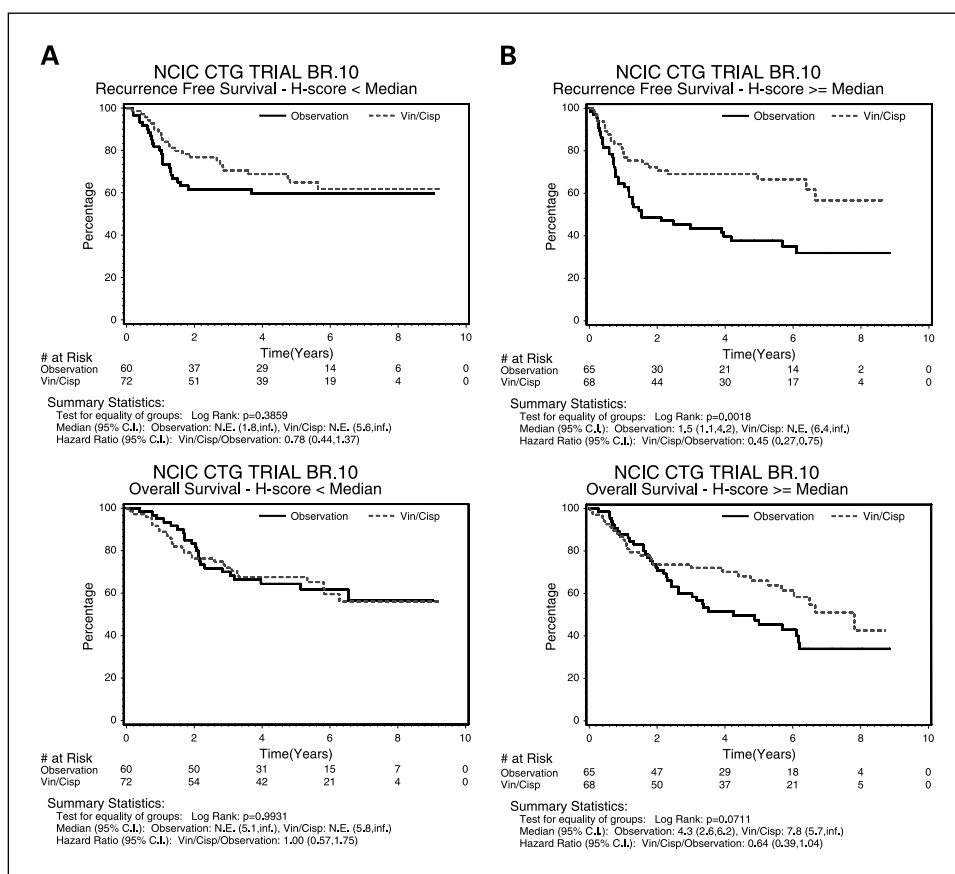 A
NCIC CTG TRIAL BR.10
Recurrence Free Survival - H-score < Median
100
80
60
40
20
0
Percentage
Observation Vin/Cisp
0 2 4 6 8 10
Time(Years)
# at Risk
Observation 60 37 29 14 6 0
Vin/Cisp 72 51 39 19 4 0
Summary Statistics:
Test for equality of groups: Log Rank: p=0.3859
Median (95% C.I.): Observation: N.E. (1.8,inf.), Vin/Cisp: N.E. (5.6,inf.)
Hazard Ratio (95% C.I.): Vin/Cisp/Observation: 0.78 (0.44,1.37)
NCIC CTG TRIAL BR.10
Overall Survival - H-score < Median
100
80
60
40
20
0
Percentage
Observation Vin/Cisp
0 2 4 6 8 10
Time(Years)
# at Risk
Observation 60 50 31 15 7 0
Vin/Cisp 72 54 42 21 4 0
Summary Statistics:
Test for equality of groups: Log Rank: p=0.9931
Median (95% C.I.): Observation: N.E. (5.1,inf.), Vin/Cisp: N.E. (5.8,inf.)
Hazard Ratio (95% C.I.): Vin/Cisp/Observation: 1.00 (0.57,1.75)
B
NCIC CTG TRIAL BR.10
Recurrence Free Survival - H-score >= Median
100
80
60
40
20
0
Percentage
Observation Vin/Cisp
0 2 4 6 8 10
Time(Years)
# at Risk
Observation 65 30 21 14 2 0
Vin/Cisp 68 44 30 17 4 0
Summary Statistics:
Test for equality of groups: Log Rank: p=0.0018
Median (95% C.I.): Observation: 1.5 (1.1,4.2), Vin/Cisp: N.E. (6.4,inf.)
Hazard Ratio (95% C.I.): Vin/Cisp/Observation: 0.45 (0.27,0.75)
NCIC CTG TRIAL BR.10
Overall Survival - H-score >= Median
100
80
60
40
20
0
Percentage
Observation Vin/Cisp
0 2 4 6 8 10
Time(Years)
# at Risk
Observation 65 47 29 18 4 0
Vin/Cisp 68 50 37 21 5 0
Summary Statistics:
Test for equality of groups: Log Rank: p=0.0711
Median (95% C.I.): Observation: 4.3 (2.6,6.2), Vin/Cisp: 7.8 (5.7,inf.)
Hazard Ratio (95% C.I.): Vin/Cisp/Observation: 0.64 (0.39,1.04)